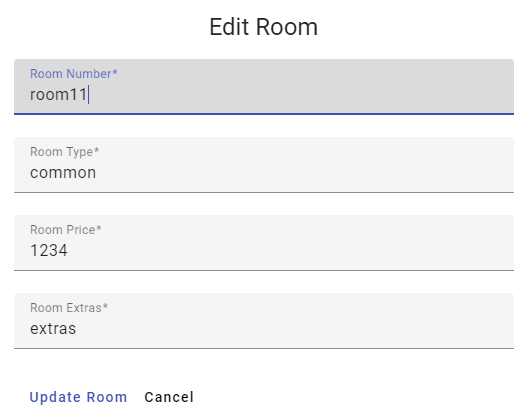 Edit Room
Room Number*
room11
Room Type*
common
Room Price*
1234
Room Extras*
extras
Update Room Cancel